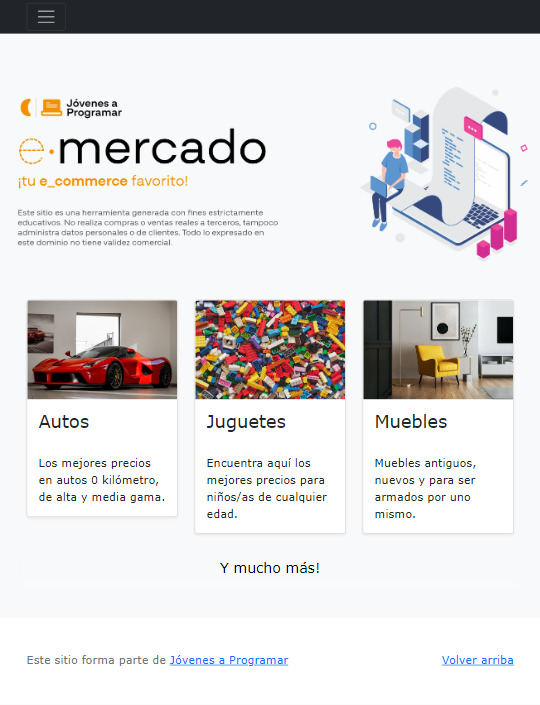 Jóvenes a
Programar
e·mercado
¡tu e_commerce favorito!
Este sitio es una herramienta generada con fines estrictamente
educativos. No realiza compras o ventas reales a terceros, tampoco
administra datos personales o de clientes. Todo lo expresado en
este dominio no tiene validez comercial.
Autos
Los mejores precios
en autos 0 kilómetro,
de alta y media gama.
Juguetes
Encuentra aquí los
mejores precios para
niños/as de cualquier
edad.
Muebles
Muebles antiguos,
nuevos y para ser
armados por uno
mismo.
Y mucho más!
Este sitio forma parte de Jóvenes a Programar
Volver arriba